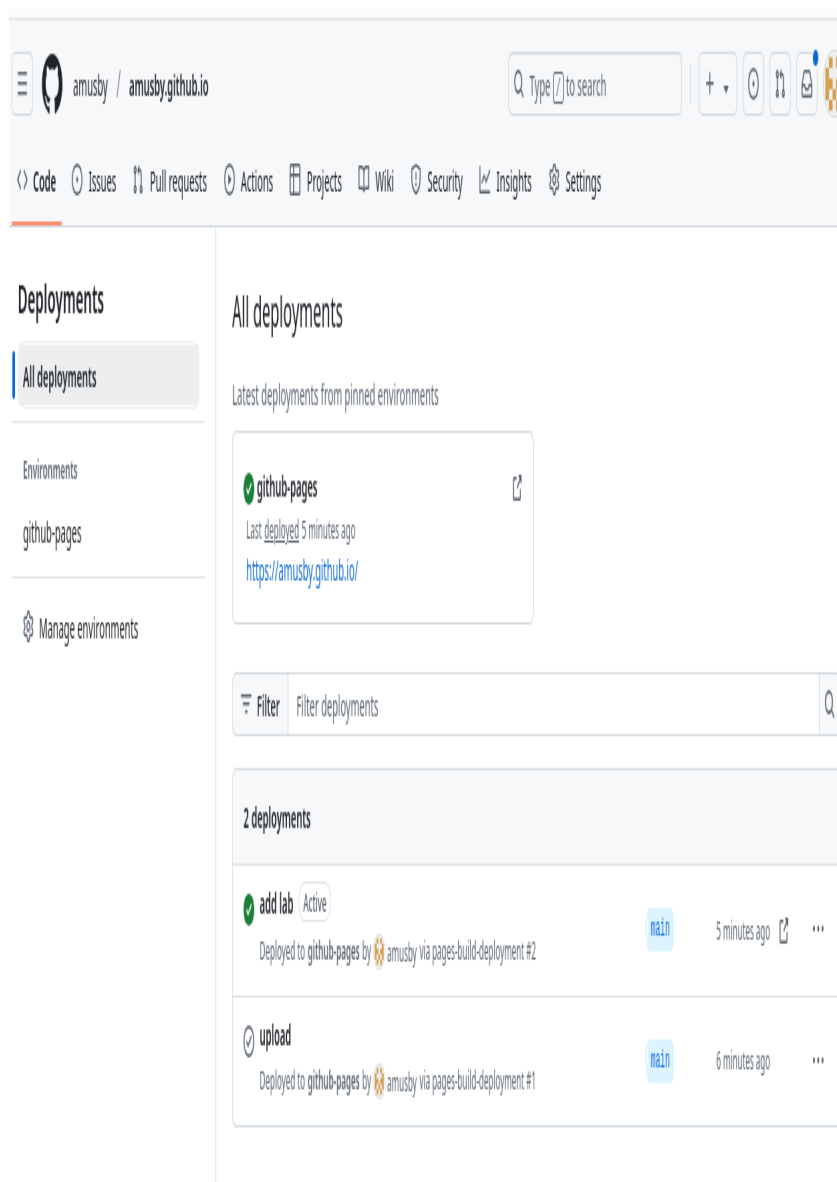 amusby / amusby.github.io
Type / to search
Code Issues Pull requests Actions Projects Wiki Security Insights Settings
Deployments
All deployments
Environments
github-pages
Manage environments
All deployments
Latest deployments from pinned environments
github-pages
Last deployed 5 minutes ago
https://amusby.github.io/
Filter Filter deployments
2 deployments
add lab Active
Deployed to github-pages by amusby via pages-build-deployment #2
main 5 minutes ago
upload
Deployed to github-pages by amusby via pages-build-deployment #1
main 6 minutes ago